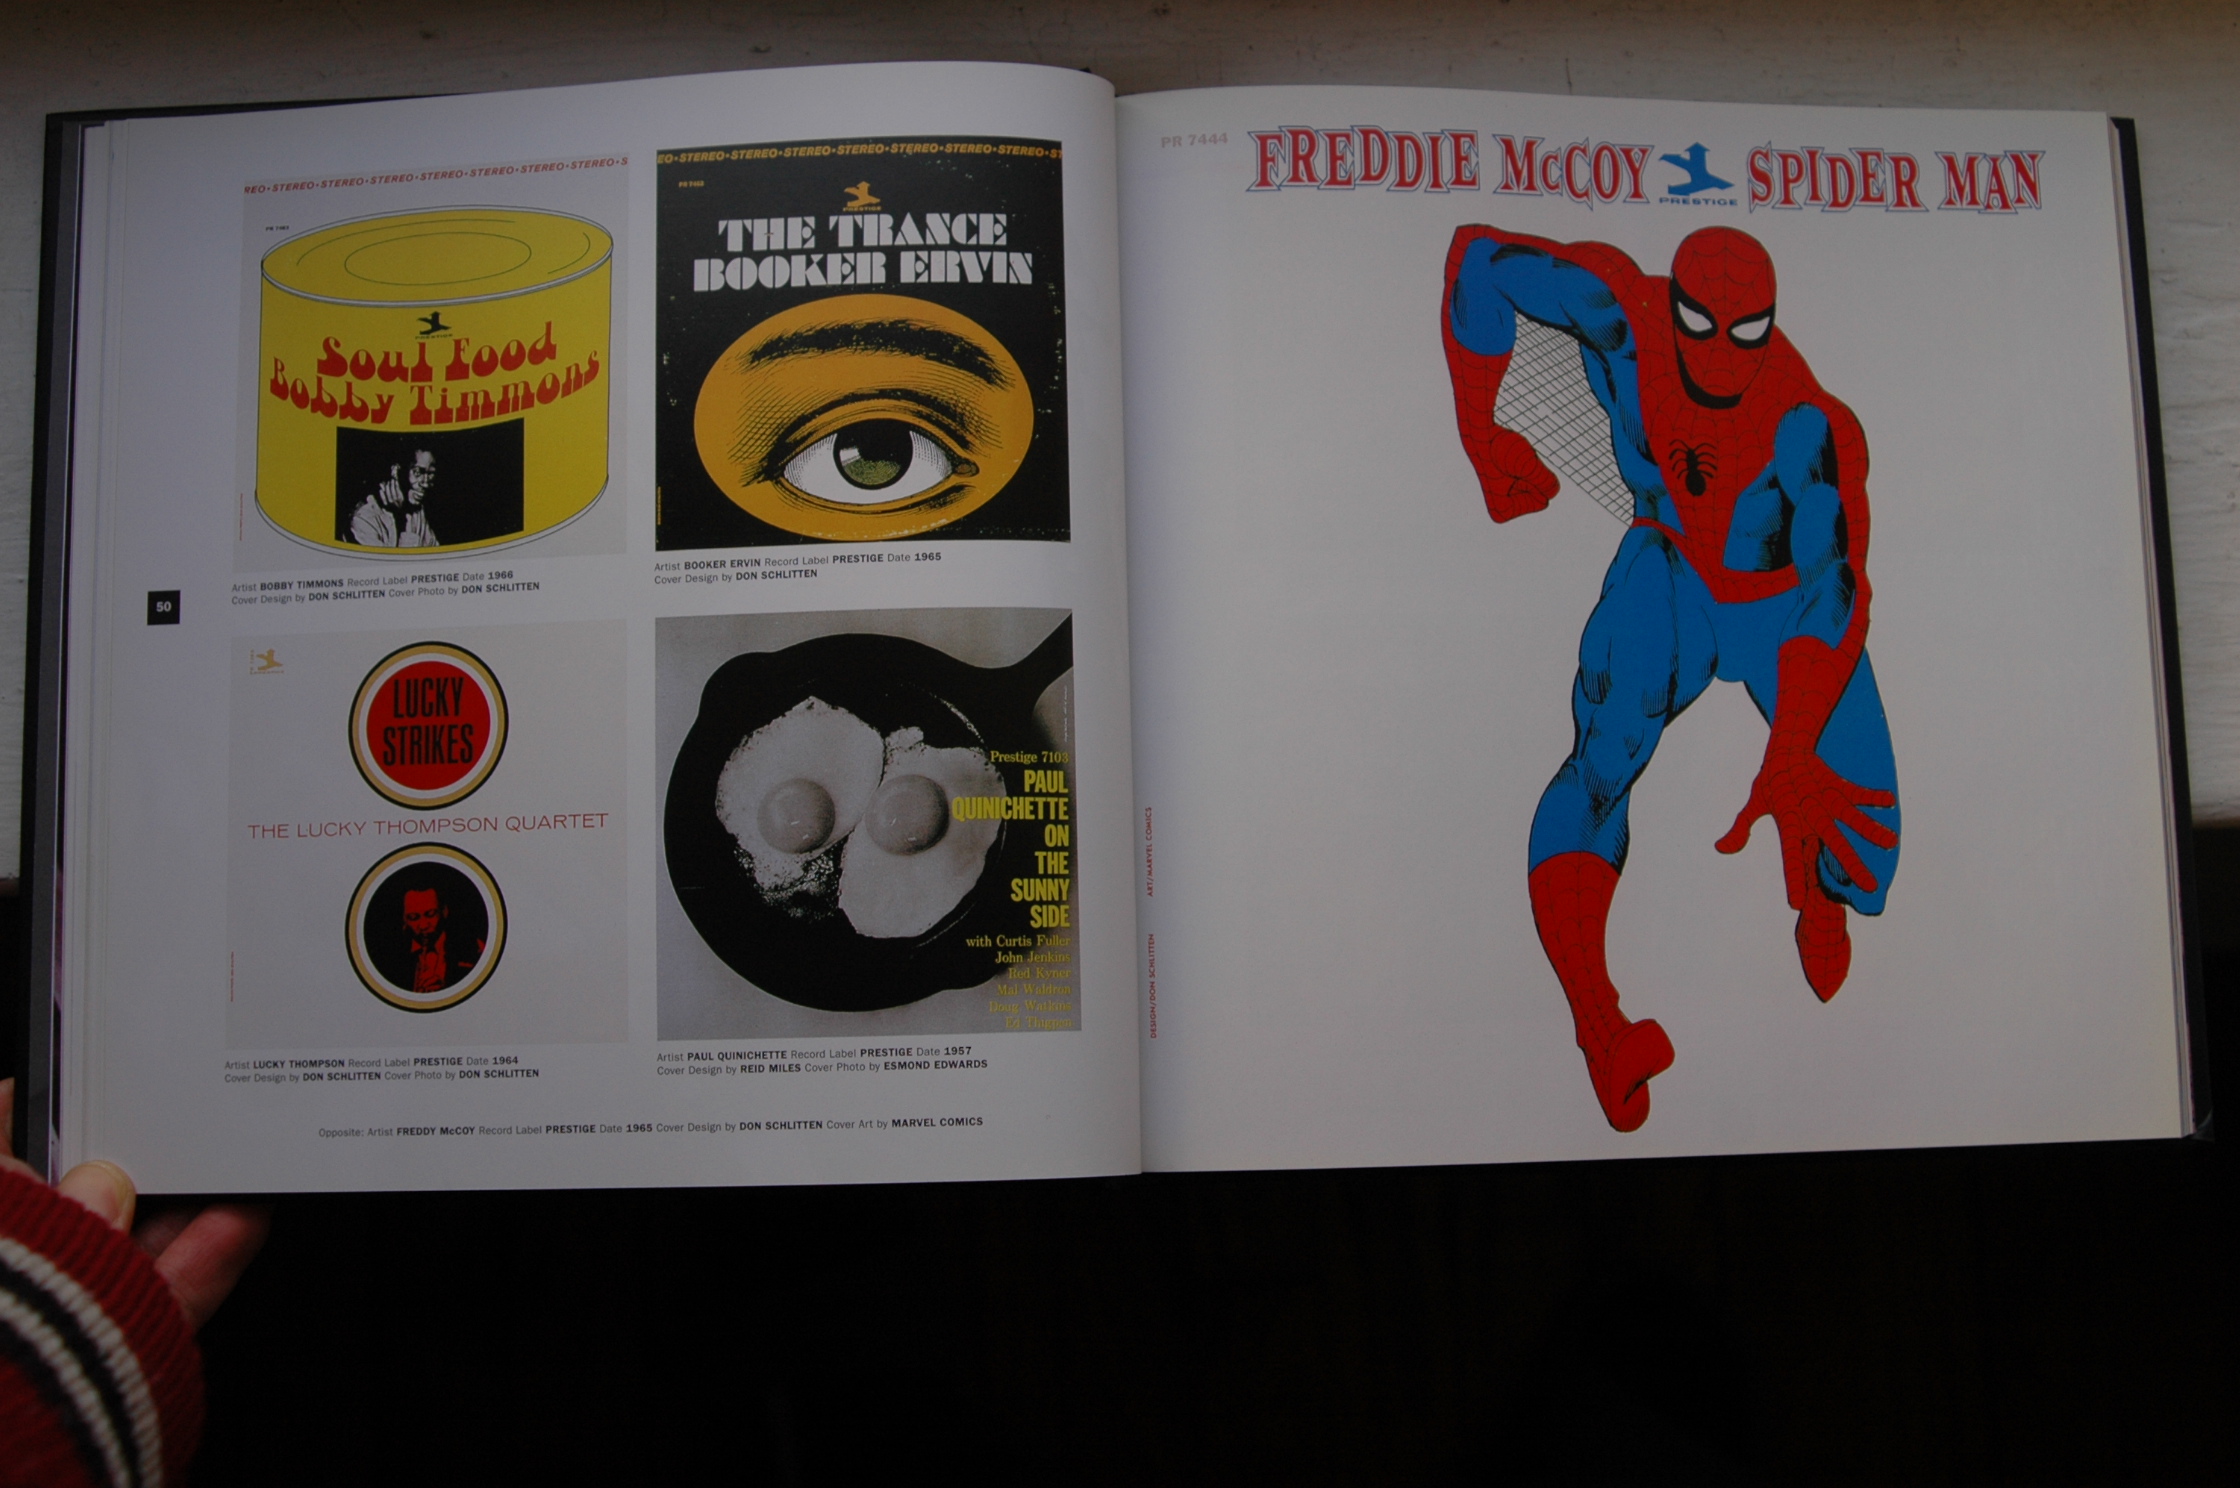 REO•STEREO•STEREO•STEREO•STEREO•STEREO•STEREO•STEREO•S
PRESTIGE
Soul Food
Bobby Timmons
Artist BOBBY TIMMONS Record Label PRESTIGE Date 1966
Cover Design by DON SCHLITTEN Cover Photo by DON SCHLITTEN
EO•STEREO•STEREO•STEREO•STEREO•STEREO•STEREO•STEREO•ST
PRESTIGE
THE TRANCE
BOOKER ERVIN
Artist BOOKER ERVIN Record Label PRESTIGE Date 1965
Cover Design by DON SCHLITTEN
50
LUCKY
STRIKES
THE LUCKY THOMPSON QUARTET
Artist LUCKY THOMPSON Record Label PRESTIGE Date 1964
Cover Design by DON SCHLITTEN Cover Photo by DON SCHLITTEN
Prestige 7103
PAUL
QUINICHETTE
ON
THE
SUNNY
SIDE
with Curtis Fuller
John Jenkins
Red Kyner
Mal Waldron
Doug Watkins
Ed Thigpen
Artist PAUL QUINICHETTE Record Label PRESTIGE Date 1957
Cover Design by REID MILES Cover Photo by ESMOND EDWARDS
Opposite: Artist FREDDY McCOY Record Label PRESTIGE Date 1965 Cover Design by DON SCHLITTEN Cover Art by MARVEL COMICS
PR 7444
FREDDIE McCOY PRESTIGE SPIDER MAN
DESIGN/DON SCHLITTEN ART/MARVEL COMICS